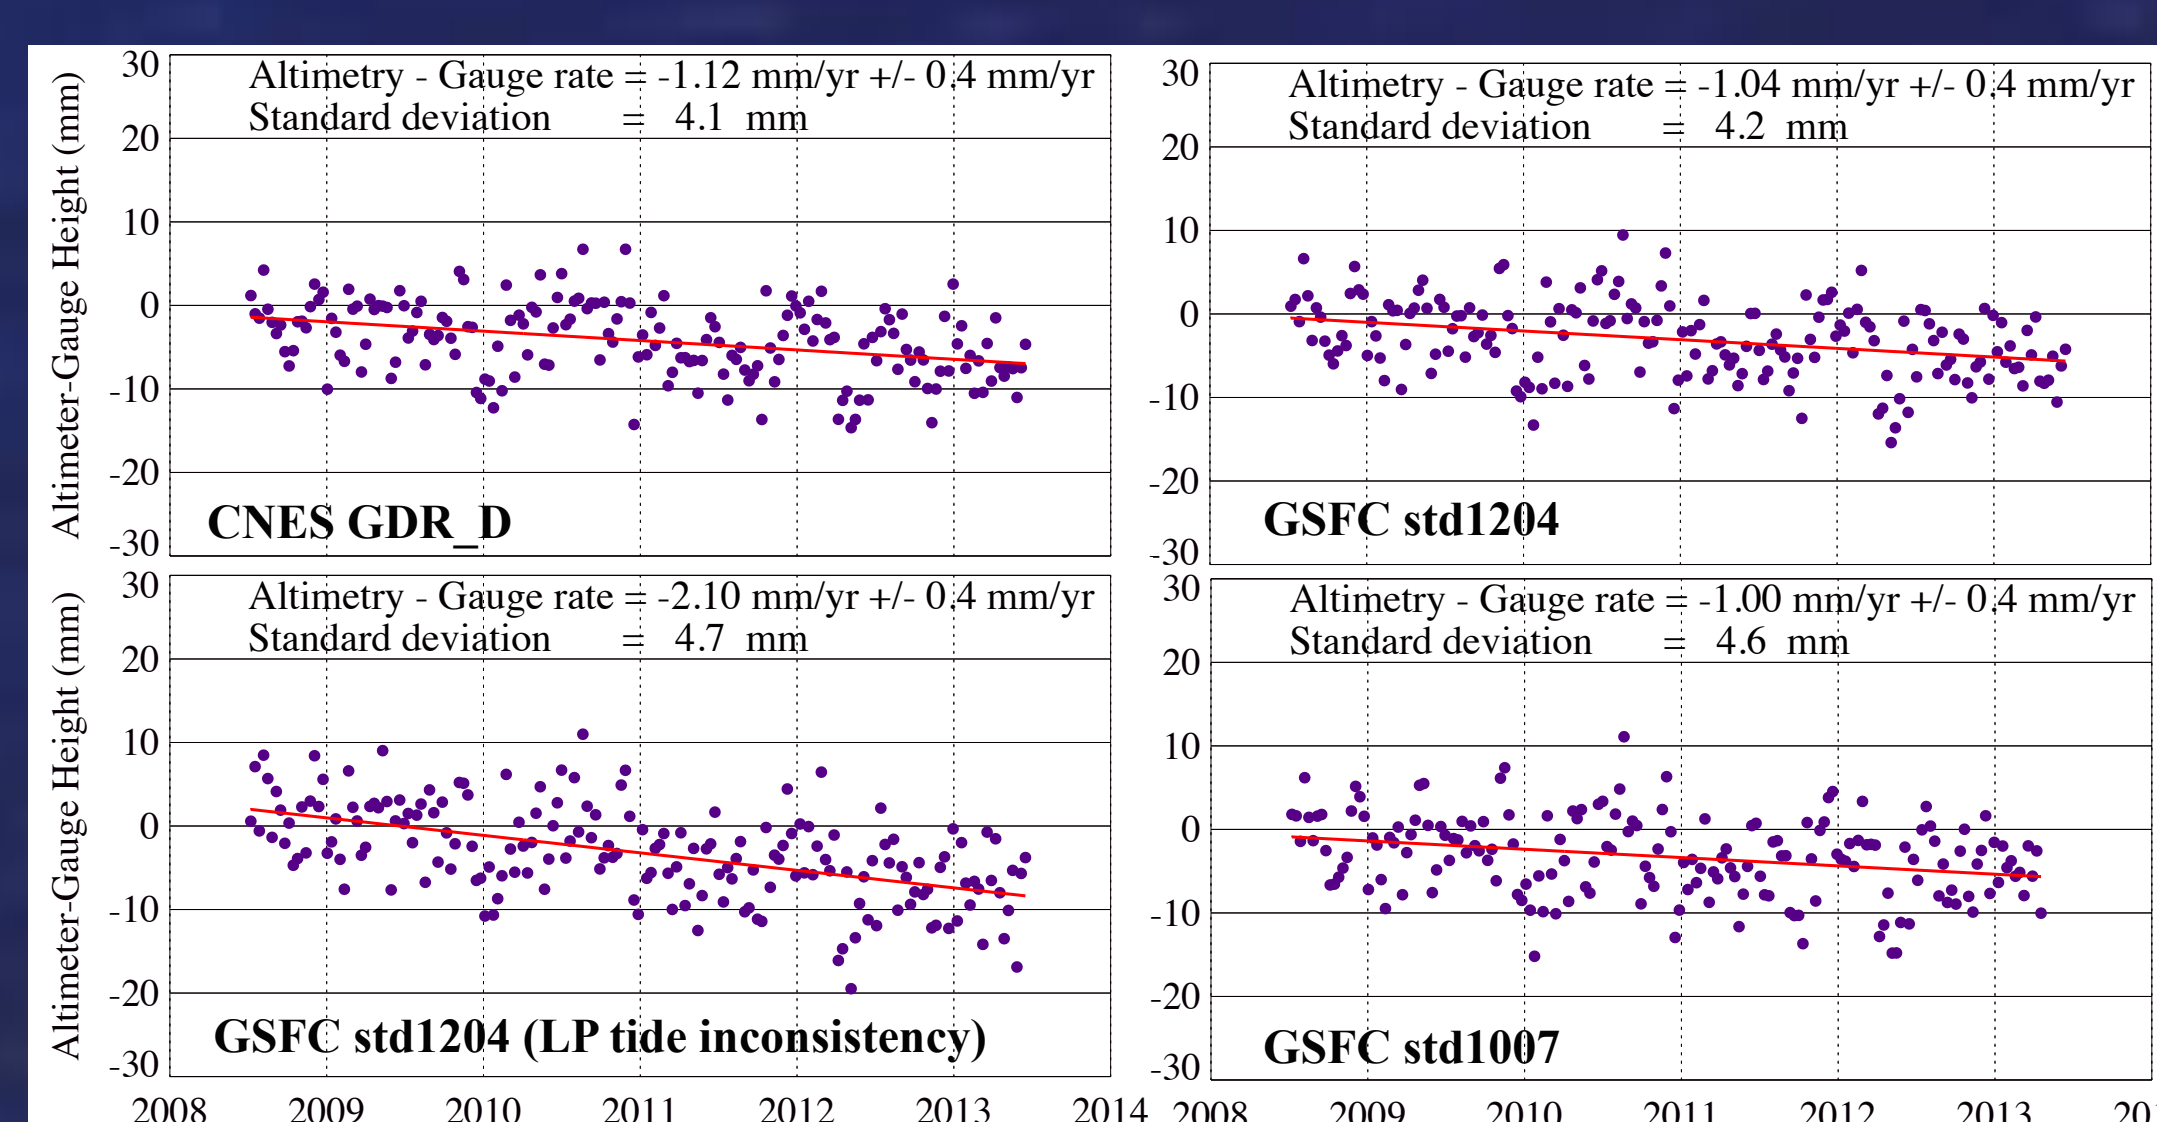 Altimeter-Gauge Height (mm)
30
20
10
0
-10
-20
-30
Altimetry - Gauge rate = -1.12 mm/yr +/- 0.4 mm/yr
Standard deviation = 4.1 mm
CNES GDR_D
30
20
10
0
-10
-20
-30
Altimetry - Gauge rate = -1.04 mm/yr +/- 0.4 mm/yr
Standard deviation = 4.2 mm
GSFC std1204
Altimeter-Gauge Height (mm)
30
20
10
0
-10
-20
-30
Altimetry - Gauge rate = -2.10 mm/yr +/- 0.4 mm/yr
Standard deviation = 4.7 mm
GSFC std1204 (LP tide inconsistency)
2008 2009 2010 2011 2012 2013 2014
30
20
10
0
-10
-20
-30
Altimetry - Gauge rate = -1.00 mm/yr +/- 0.4 mm/yr
Standard deviation = 4.6 mm
GSFC std1007
2008 2009 2010 2011 2012 2013